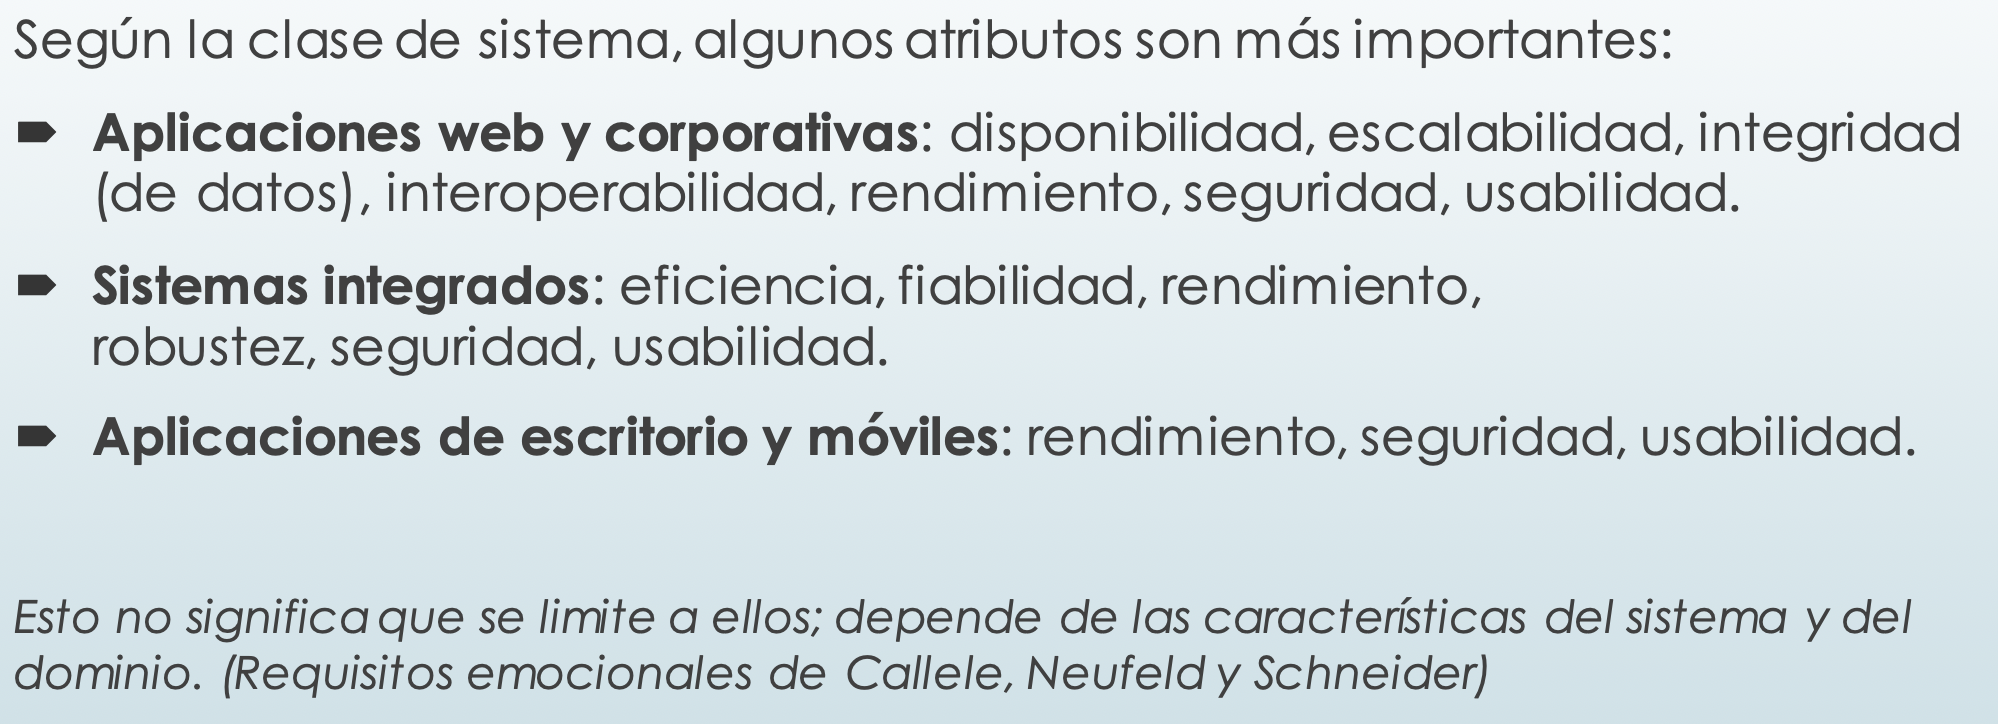 Según la clase de sistema, algunos atributos son más importantes:
Aplicaciones web y corporativas: disponibilidad, escalabilidad, integridad
(de datos), interoperabilidad, rendimiento, seguridad, usabilidad.
Sistemas integrados: eficiencia, fiabilidad, rendimiento,
robustez, seguridad, usabilidad.
Aplicaciones de escritorio y móviles: rendimiento, seguridad, usabilidad.
Esto no significa que se limite a ellos; depende de las características del sistema y del
dominio. (Requisitos emocionales de Callele, Neufeld y Schneider)